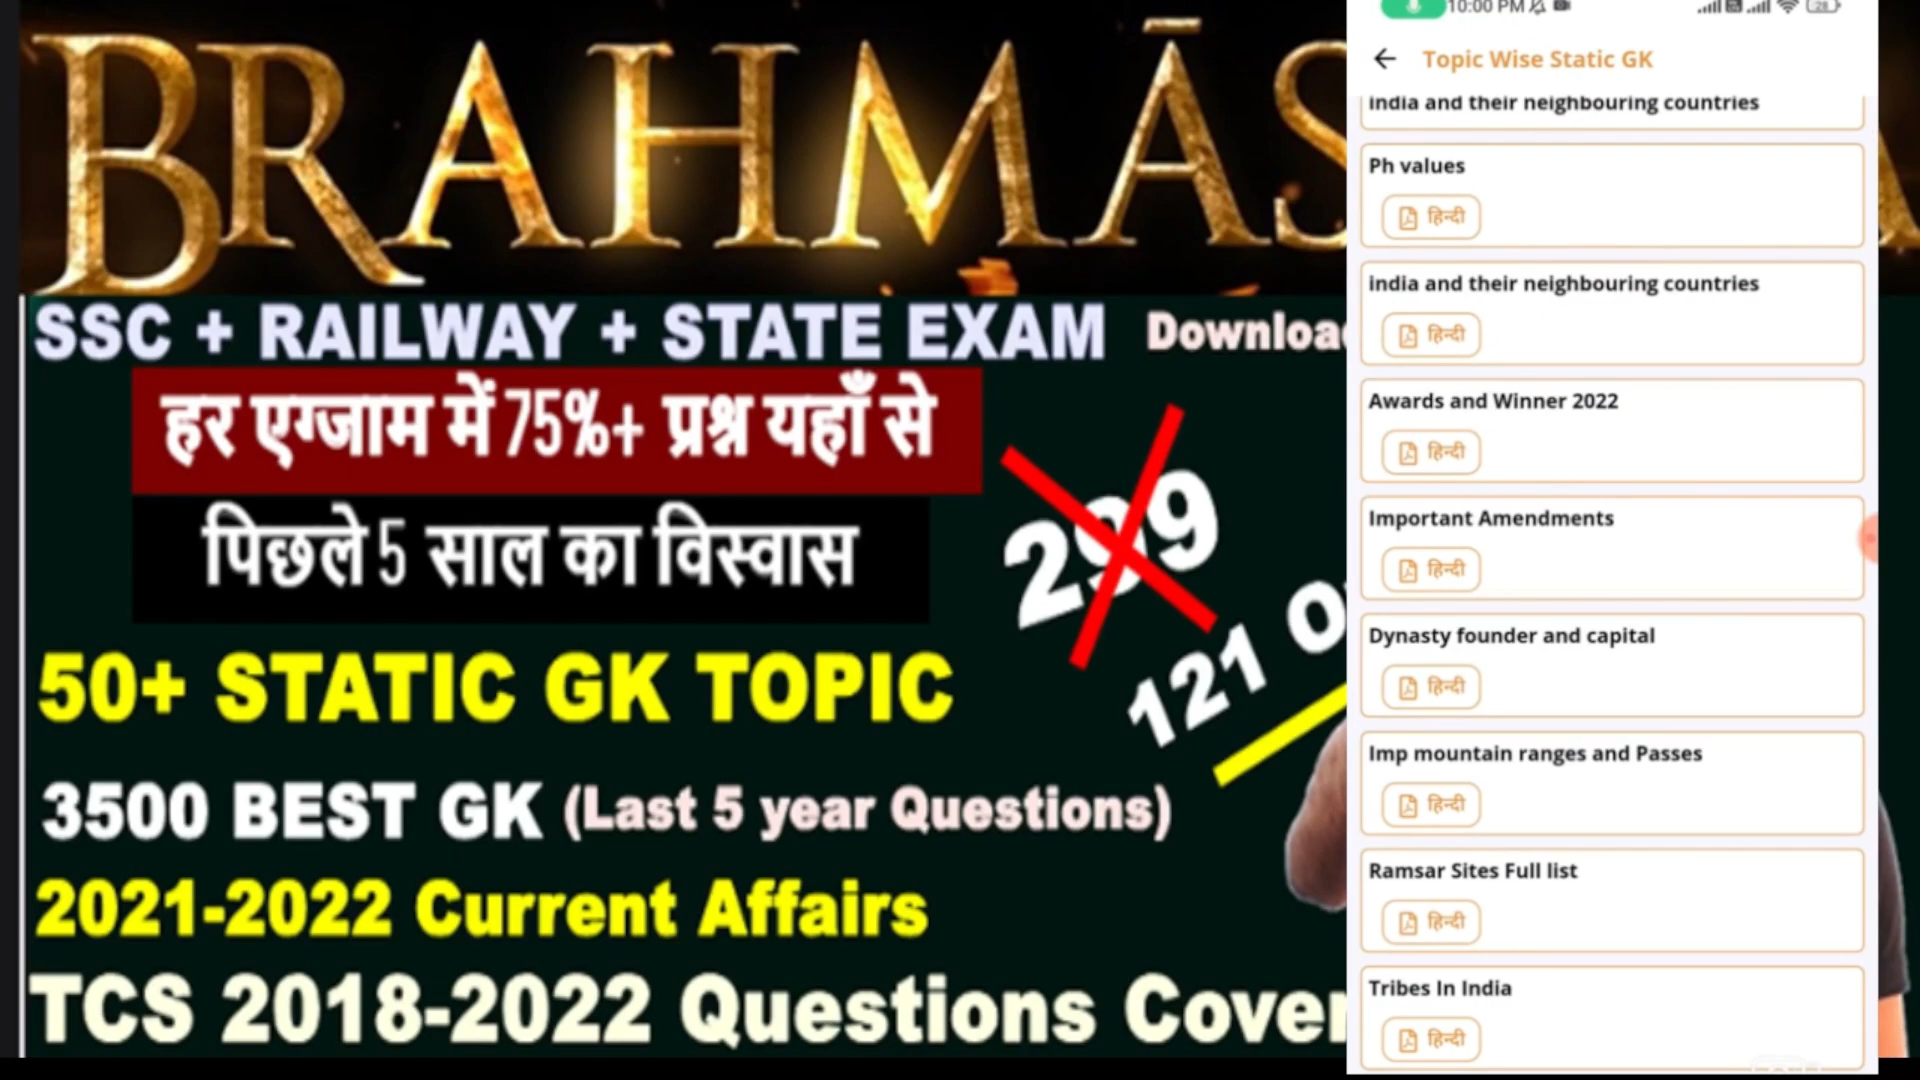 BRAHMĀS
SSC + RAILWAY + STATE EXAM
हर एग्जाम में 75%+ प्रश्न यहाँ से
पिछले 5 साल का विस्वास
299
121
50+ STATIC GK TOPIC
3500 BEST GK (Last 5 year Questions)
2021-2022 Current Affairs
TCS 2018-2022 Questions Cover
10:00 PM
28
Topic Wise Static GK
india and their neighbouring countries
Ph values
हिन्दी
india and their neighbouring countries
हिन्दी
Awards and Winner 2022
हिन्दी
Important Amendments
हिन्दी
Dynasty founder and capital
हिन्दी
Imp mountain ranges and Passes
हिन्दी
Ramsar Sites Full list
हिन्दी
Tribes In India
हिन्दी